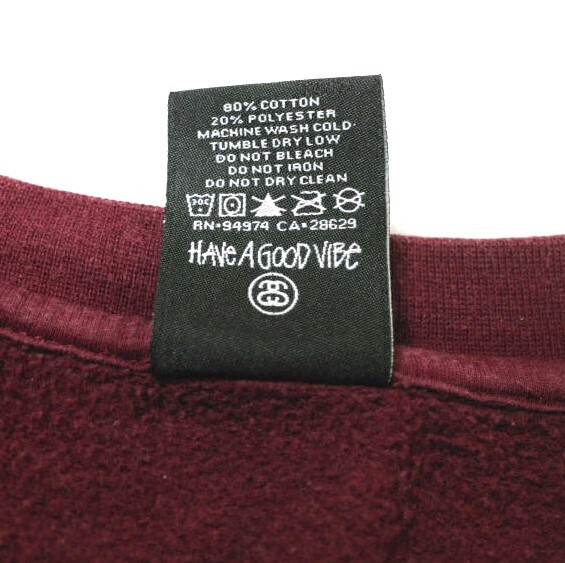 80% COTTON
20% POLYESTER
MACHINE WASH COLD.
TUMBLE DRY LOW
DO NOT BLEACH
DO NOT IRON
DO NOT DRY CLEAN
30C
RN•94974 CA•28629
HAVE A GOOD VIBE